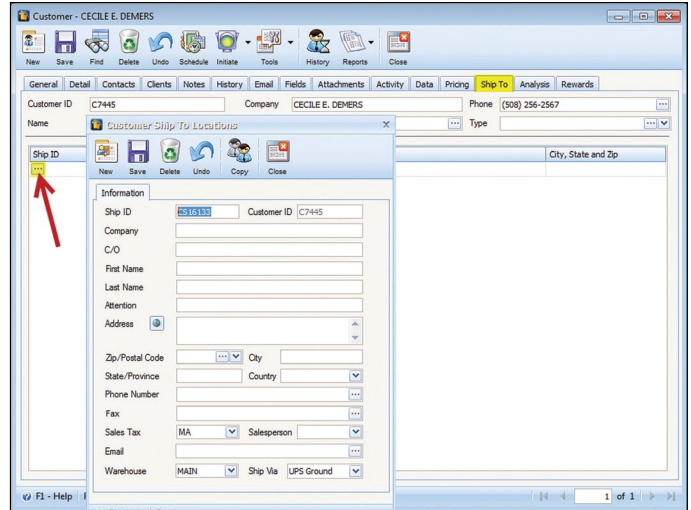 Customer - CECILE E. DEMERS
New Save Find Delete Undo Schedule Initiate Tools History Reports Close
General Detail Contacts Clients Notes History Email Fields Attachments Activity Data Pricing Ship To Analysis Rewards
Customer ID C7445 Company CECILE E. DEMERS Phone (508) 256-2567
Name Type
Ship ID City, State and Zip
Customer Ship To Locations
New Save Delete Undo Copy Close
Information
Ship ID CS16133 Customer ID C7445
Company
C/O
First Name
Last Name
Attention
Address
Zip/Postal Code City
State/Province Country
Phone Number
Fax
Sales Tax MA Salesperson
Email
Warehouse MAIN Ship Via UPS Ground
F1 - Help 1 of 1